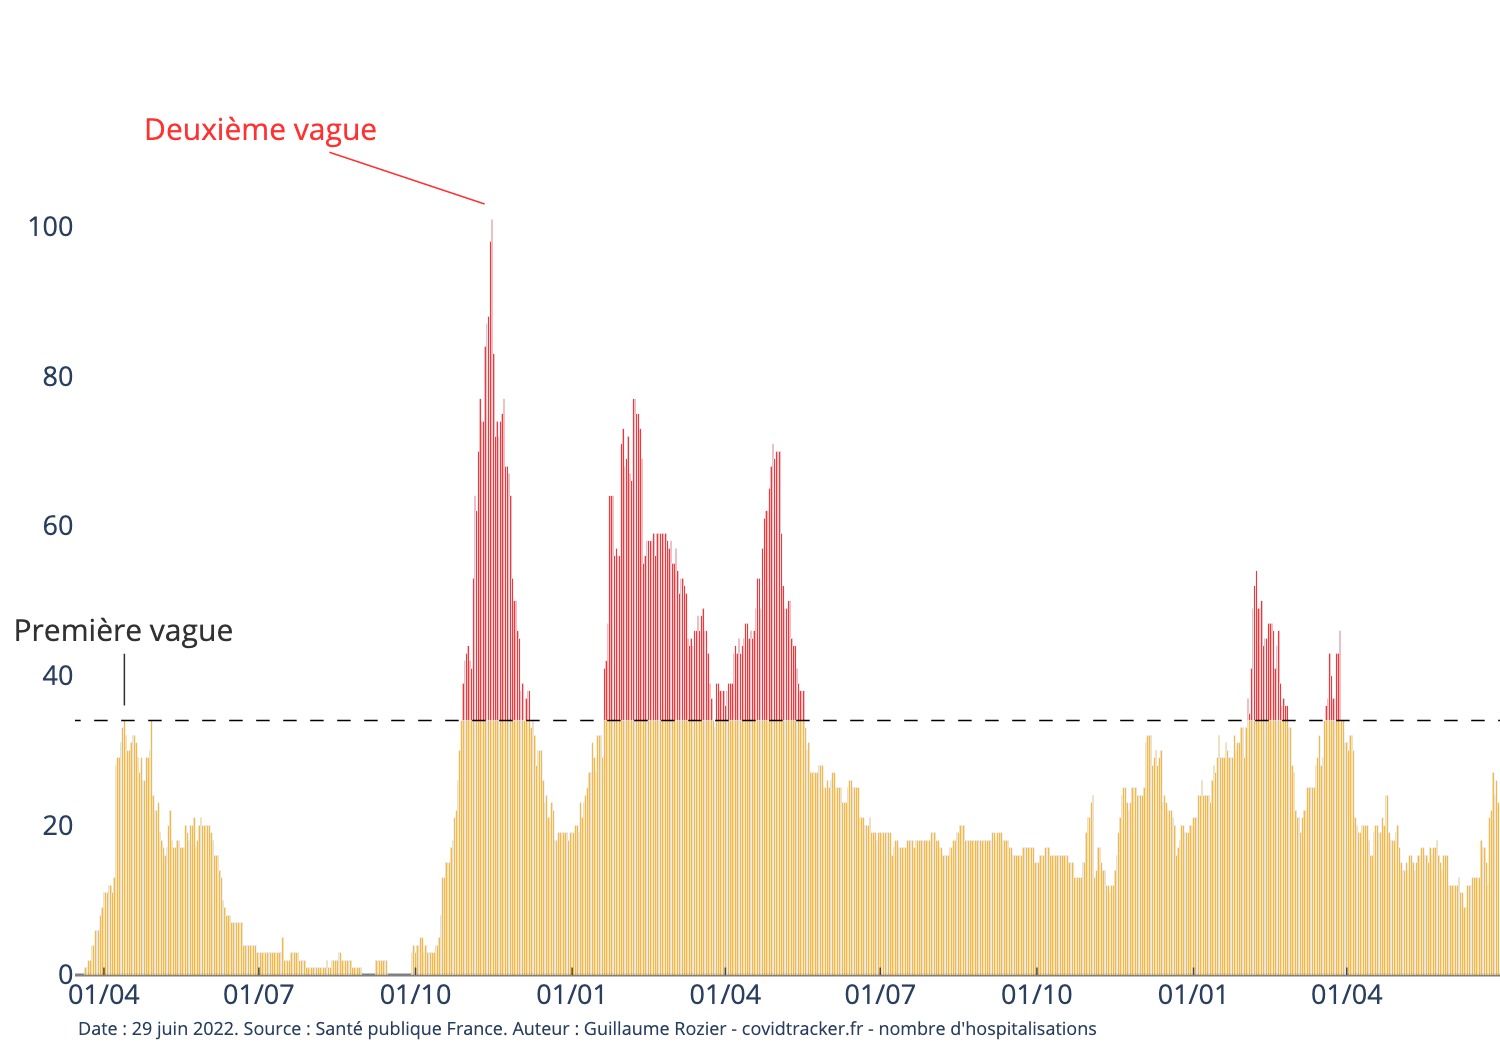 Deuxième vague
100
80
60
Première vague
40
20
0
01/04 01/07 01/10 01/01 01/04 01/07 01/10 01/01 01/04
Date : 29 juin 2022. Source : Santé publique France. Auteur : Guillaume Rozier - covidtracker.fr - nombre d'hospitalisations